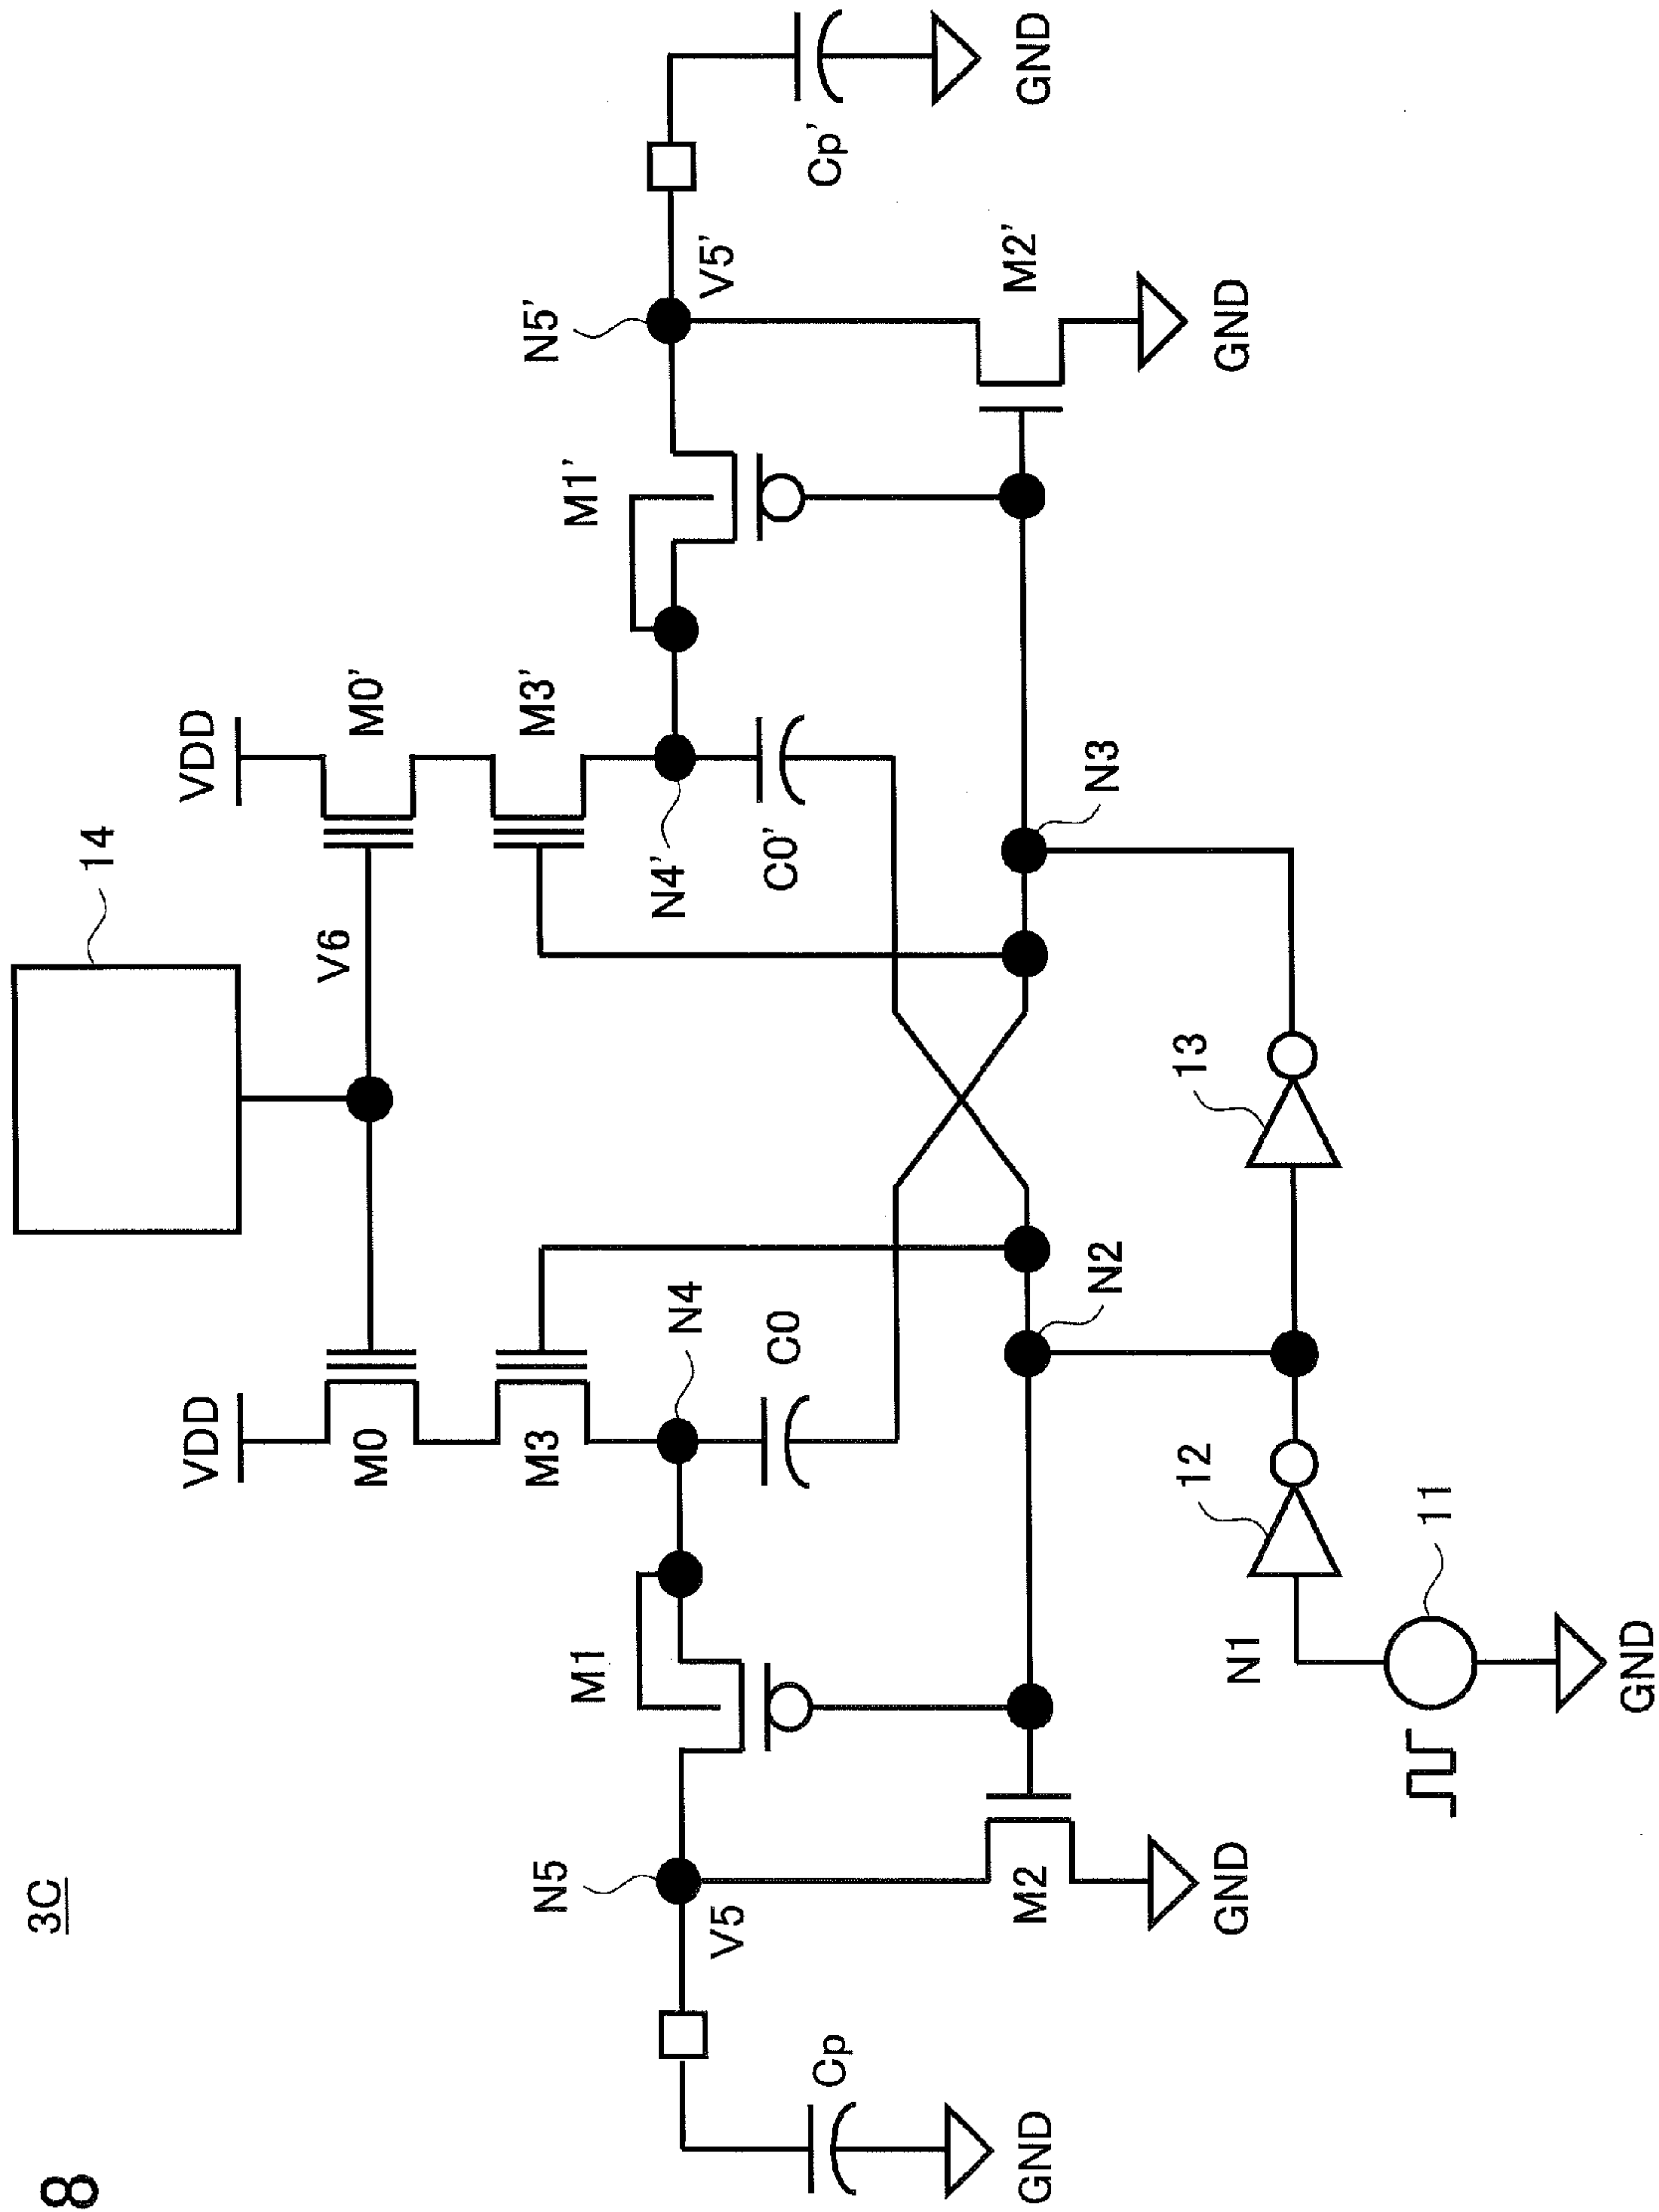 8
3C
14
VDD
VDD
V6
M0
M0'
M3
M3'
N5
M1
N4
N4'
M1'
N5'
V5
C0
C0'
V5'
Cp
Cp'
GND
M2
N2
N3
M2'
GND
GND
GND
N1
12
13
11
GND